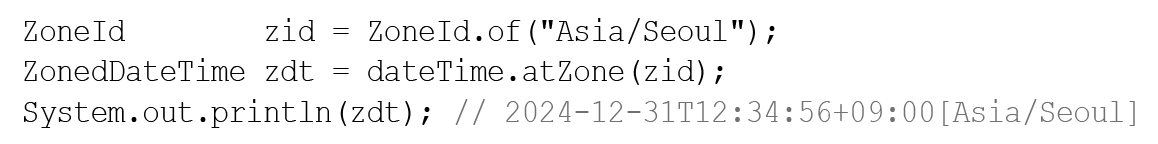 ZoneId        zid = ZoneId.of("Asia/Seoul");
ZonedDateTime zdt = dateTime.atZone(zid);
System.out.println(zdt); // 2024-12-31T12:34:56+09:00[Asia/Seoul]